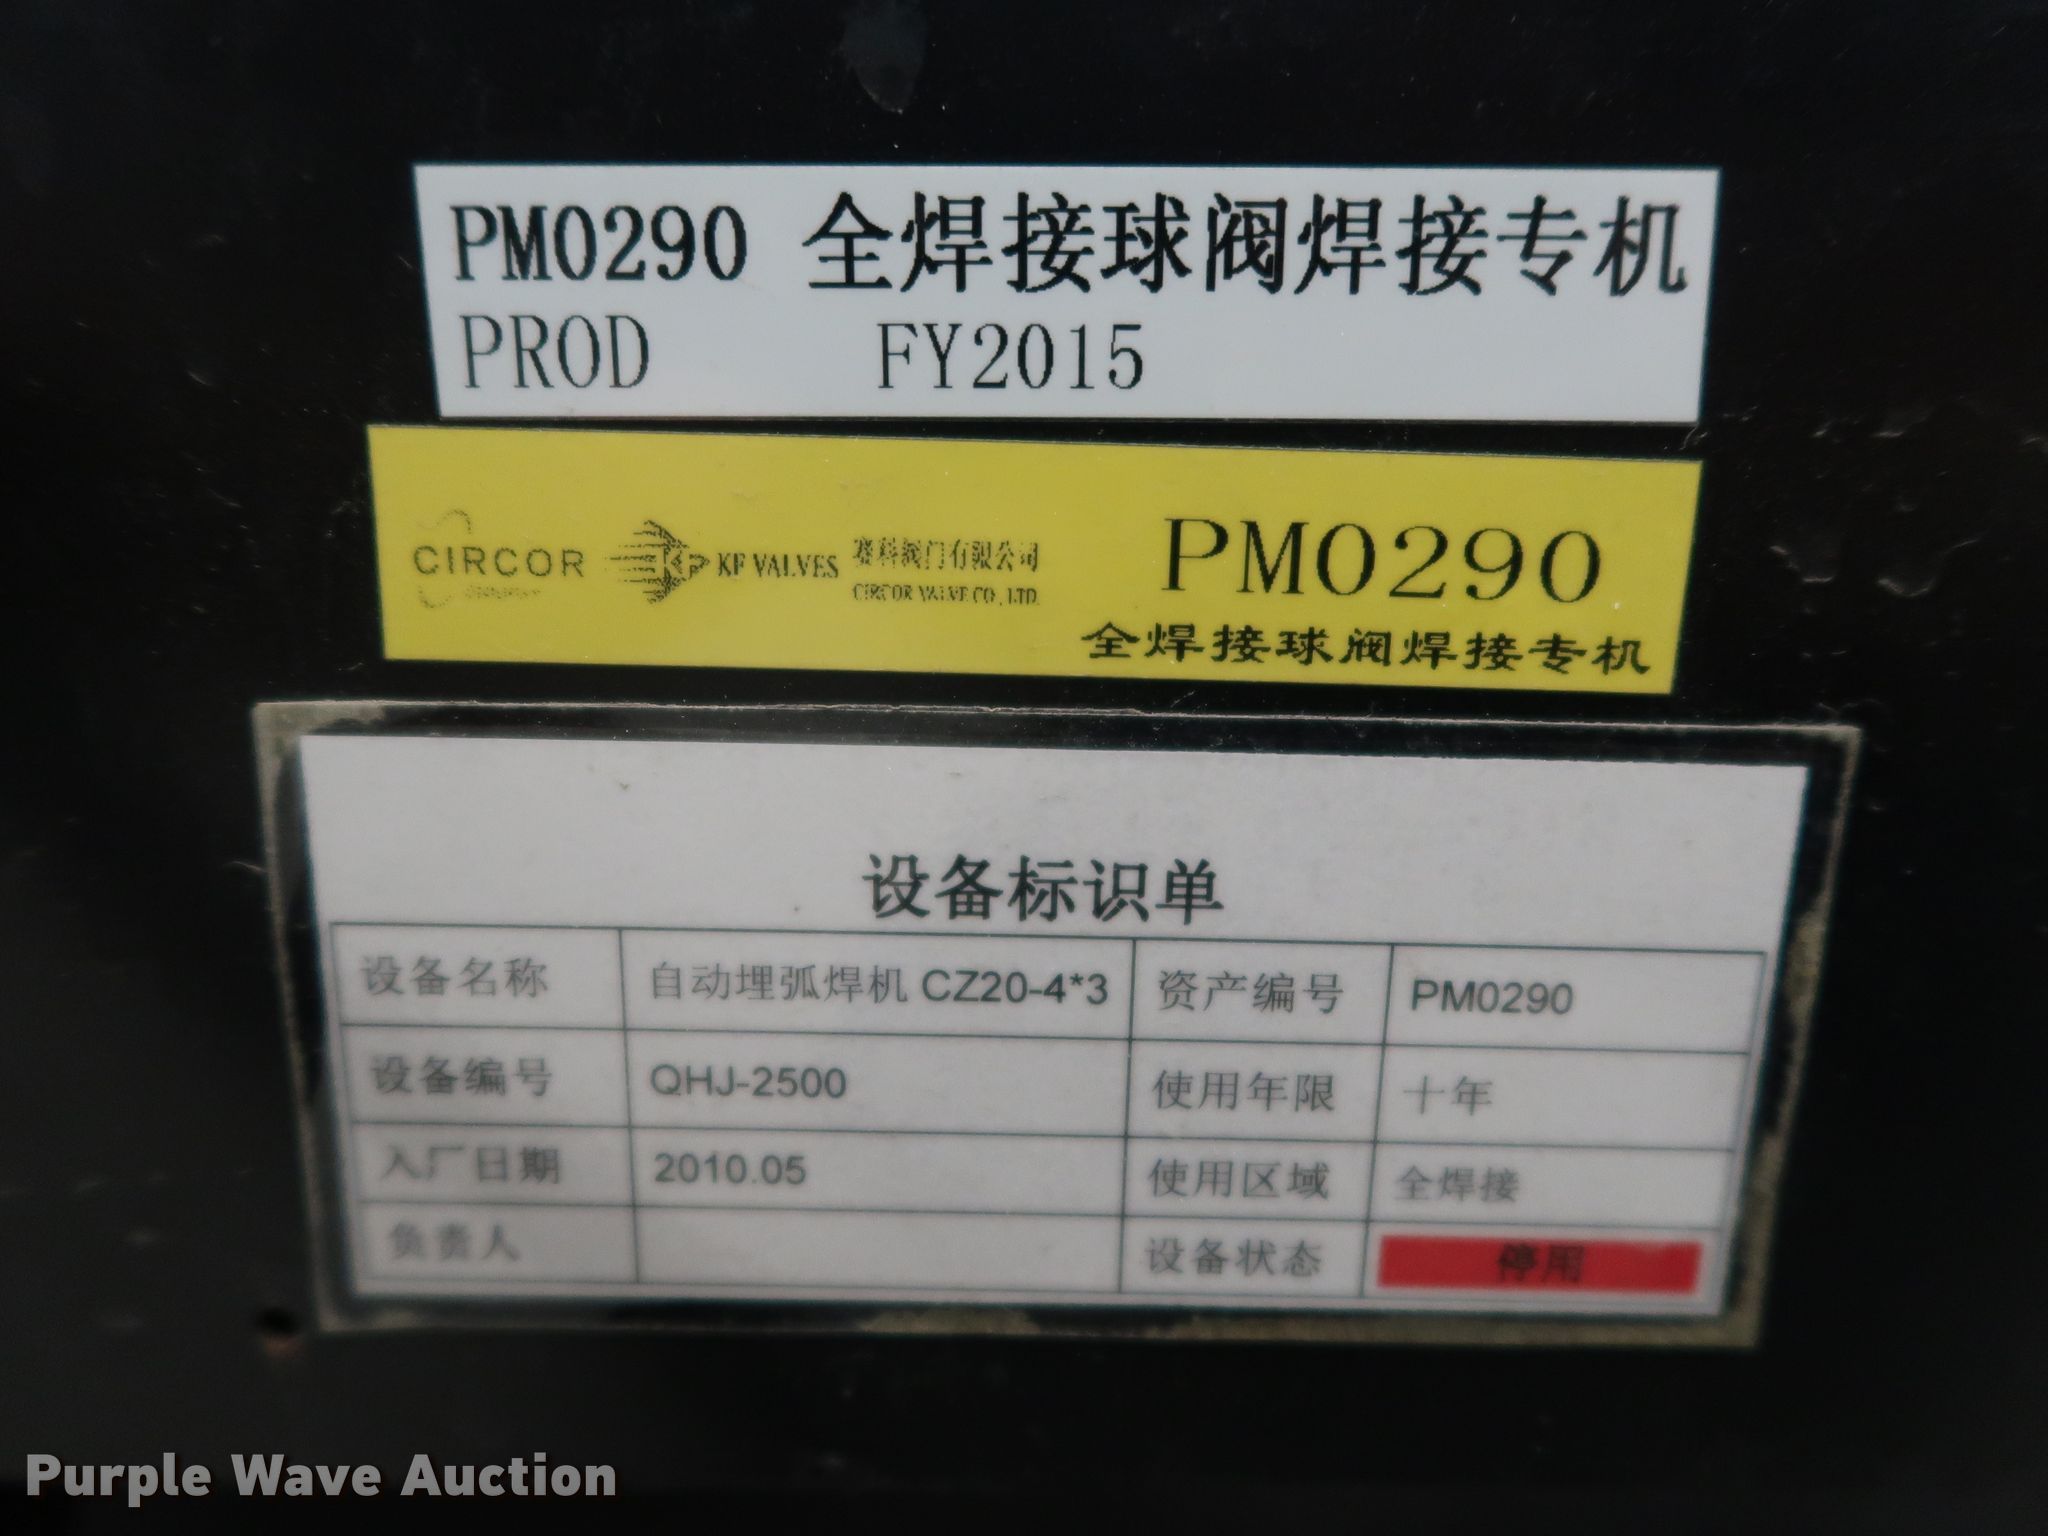 PM0290 全焊接球阀焊接专机
PROD FY2015
CIRCOR KF KF VALVES 赛科阀门有限公司 PM0290
CIRCOR VALVE CO., LTD.
全焊接球阀焊接专机
设备标识单
设备名称 自动埋弧焊机 CZ20-4*3 资产编号 PM0290
设备编号 QHJ-2500 使用年限 十年
入厂日期 2010.05 使用区域 全焊接
负责人 设备状态 停用
Purple Wave Auction